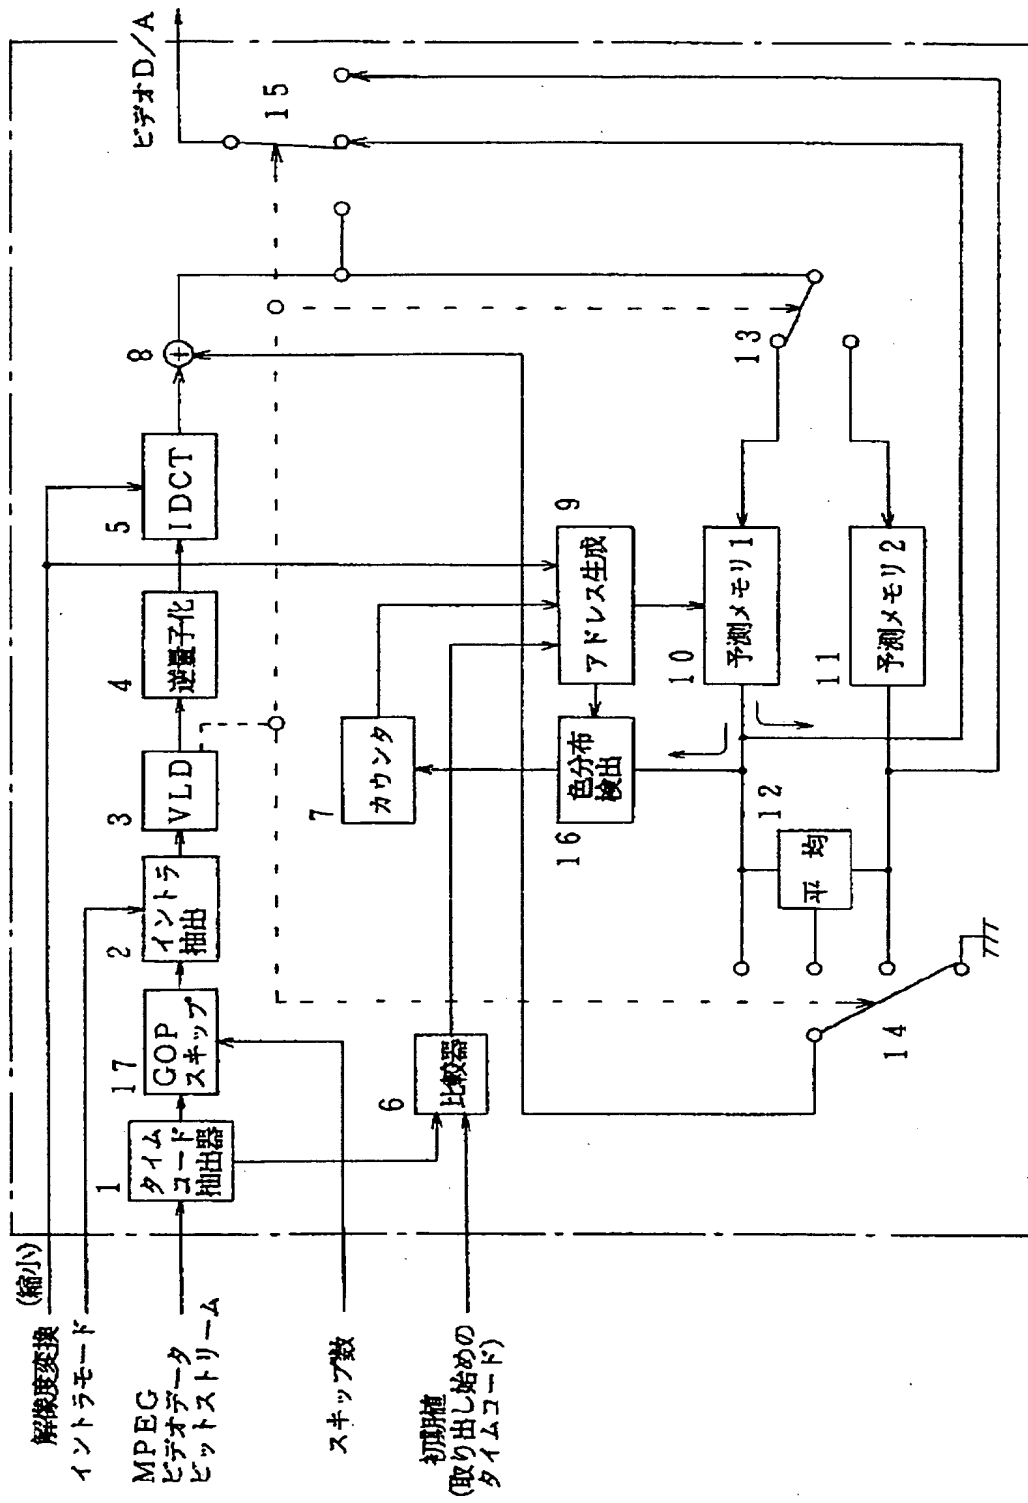 解像度変換 (縮小)
イントラモード
MPEG
ビデオデータ
ビットストリーム
スキップ数
初期値
(取り出し始めの
タイムコード)
1
タイム
コード
抽出器
17
GOP
スキップ
2
イントラ
抽出
3
VLD
4
逆量子化
5
IDCT
8
+
ビデオD/A
15
6
比較器
7
カウンタ
16
色分布
検出
9
アドレス生成
10
予測メモリ1
11
予測メモリ2
12
平均
13
14